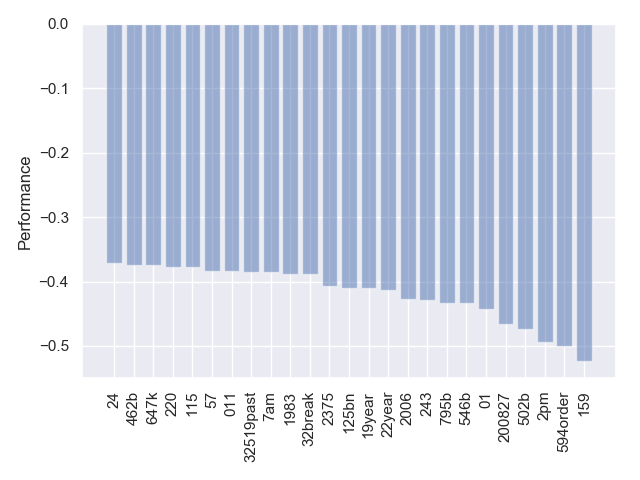 0.0
−0.1
−0.2
−0.3
−0.4
−0.5
Performance
24
462b
647k
220
115
57
011
32519past
7am
1983
32break
2375
125bn
19year
22year
2006
243
795b
546b
01
200827
502b
2pm
594order
159